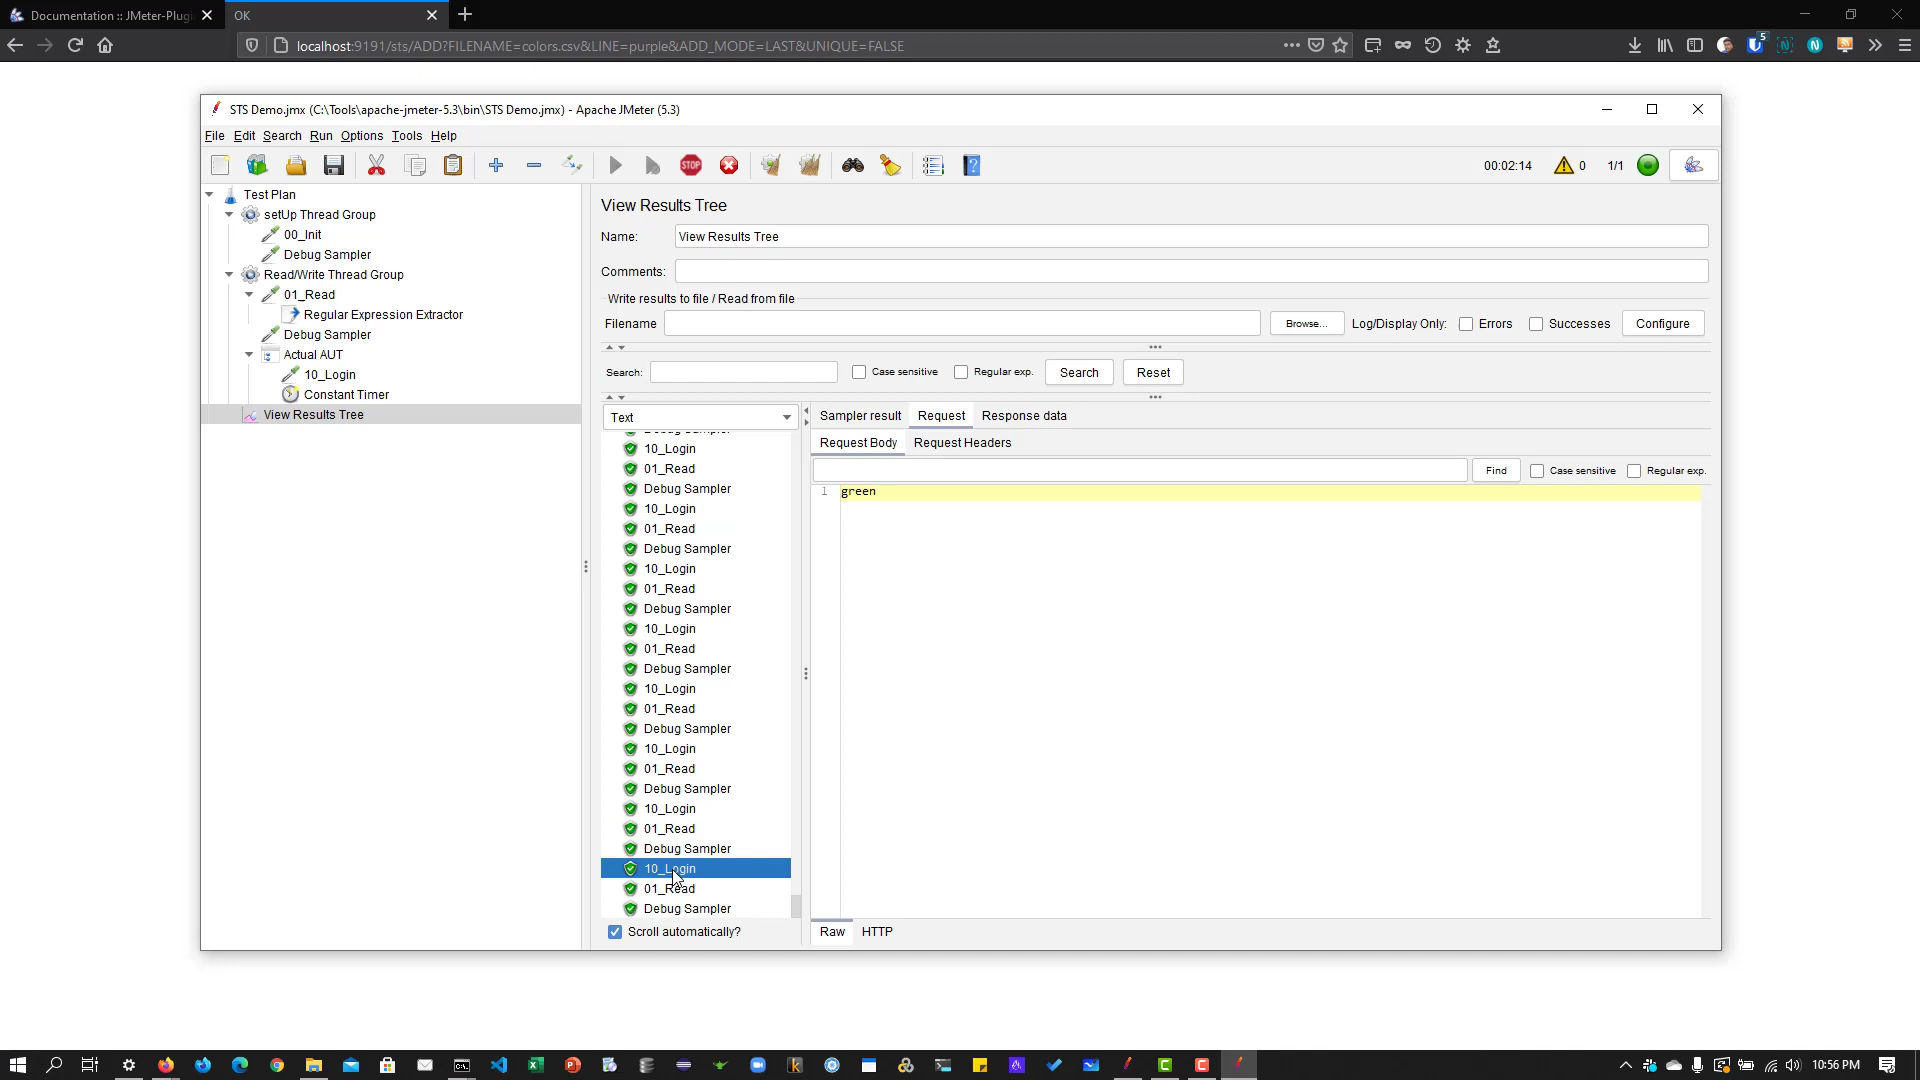 Documentation :: JMeter-Plugi
OK
localhost:9191/sts/ADD?FILENAME=colors.csv&LINE=purple&ADD_MODE=LAST&UNIQUE=FALSE
5
STS Demo.jmx (C:\Tools\apache-jmeter-5.3\bin\STS Demo.jmx) - Apache JMeter (5.3)
File Edit Search Run Options Tools Help
STOP
00:02:14 0 1/1
Test Plan
setUp Thread Group
00_Init
Debug Sampler
Read/Write Thread Group
01_Read
Regular Expression Extractor
Debug Sampler
Actual AUT
10_Login
Constant Timer
View Results Tree
View Results Tree
Name: View Results Tree
Comments:
Write results to file / Read from file
Filename Browse... Log/Display Only: Errors Successes Configure
Search: Case sensitive Regular exp. Search Reset
Text
Debug Sampler
10_Login
01_Read
Debug Sampler
10_Login
01_Read
Debug Sampler
10_Login
01_Read
Debug Sampler
10_Login
01_Read
Debug Sampler
10_Login
01_Read
Debug Sampler
10_Login
01_Read
Debug Sampler
10_Login
01_Read
Debug Sampler
10_Login
01_Read
Debug Sampler
Scroll automatically?
Sampler result Request Response data
Request Body Request Headers
Find Case sensitive Regular exp.
1 green
Raw HTTP
10:56 PM